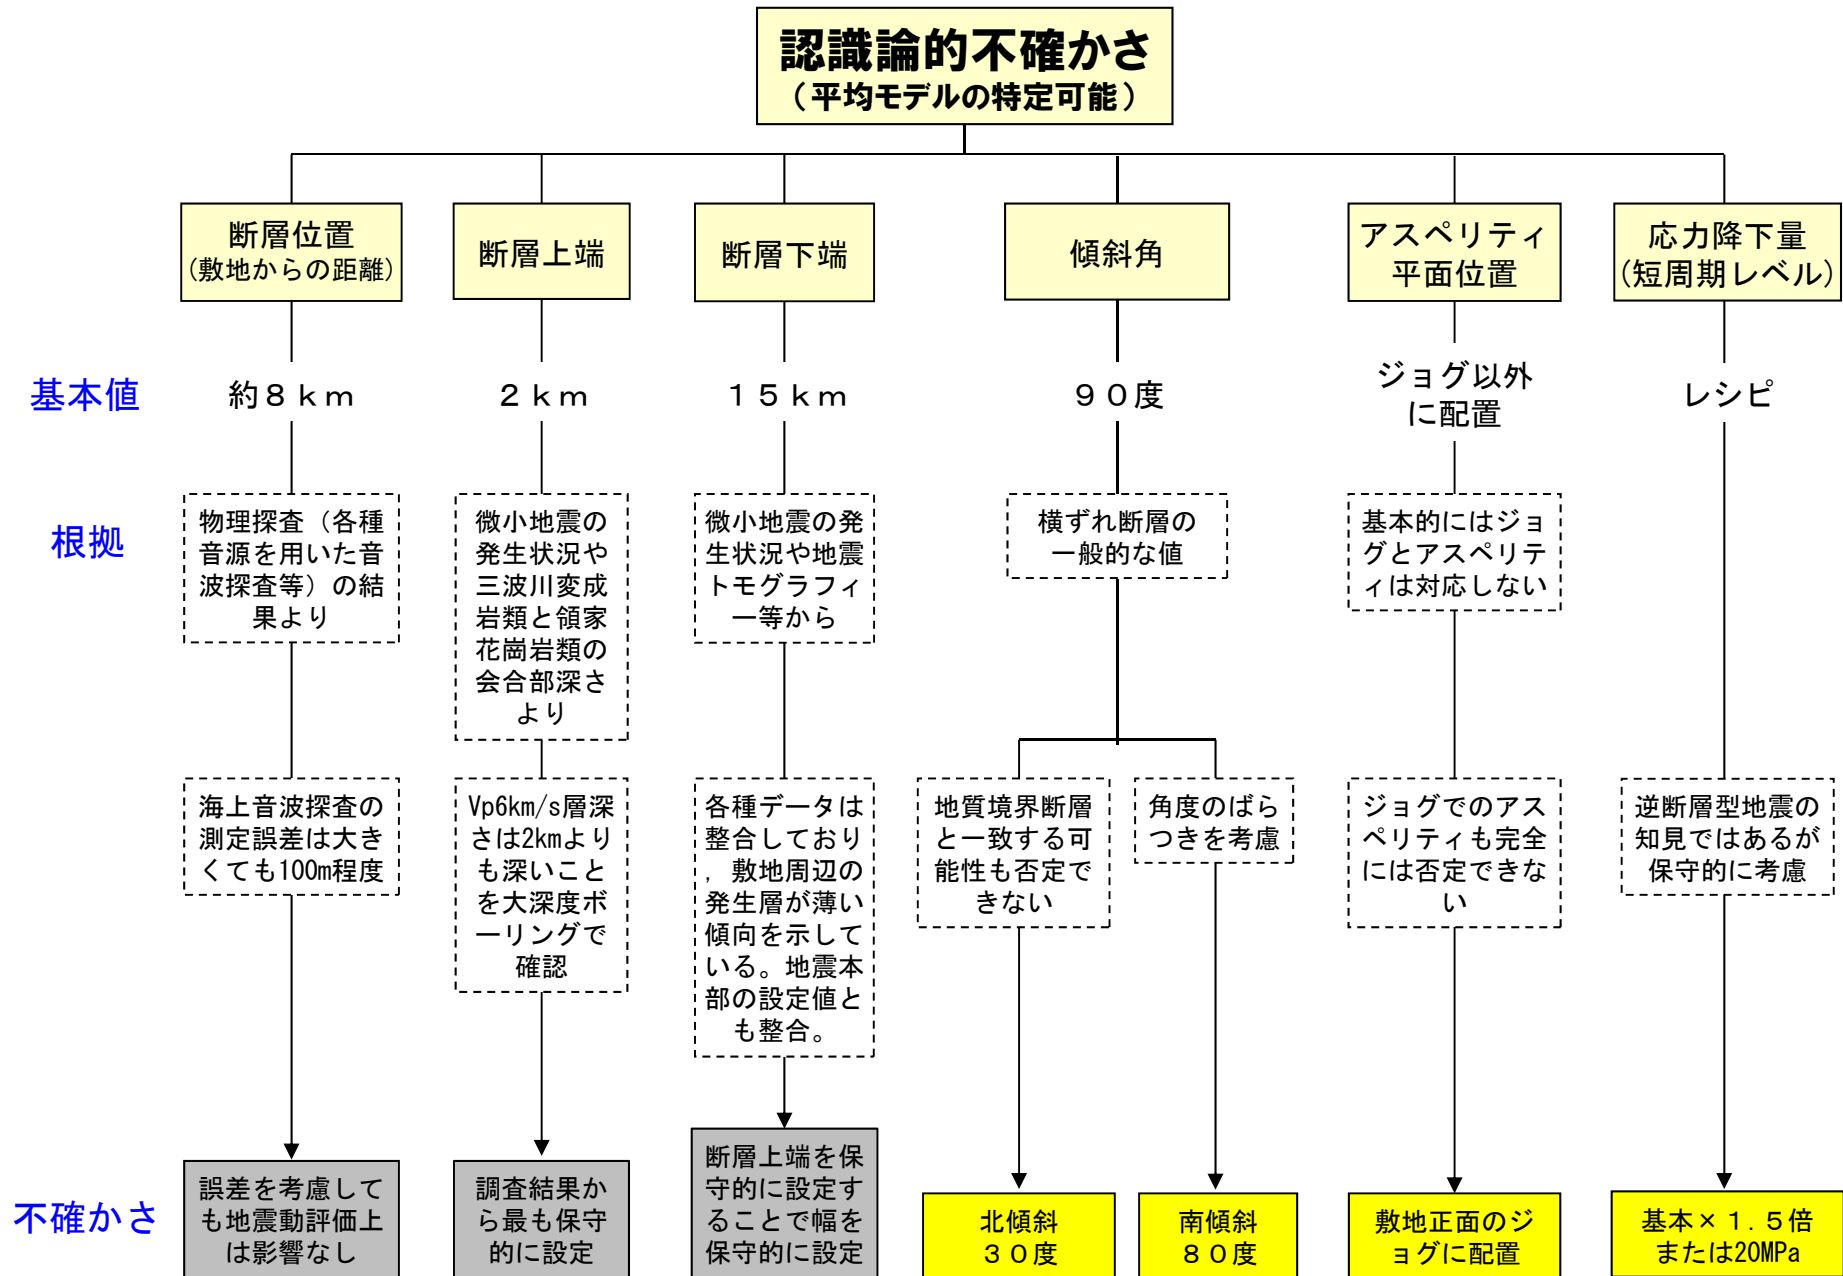 認識論的不確かさ
（平均モデルの特定可能）
断層位置
(敷地からの距離)
断層上端
断層下端
傾斜角
アスペリティ
平面位置
応力降下量
(短周期レベル)
基本値
約８ｋｍ
２ｋｍ
１５ｋｍ
９０度
ジョグ以外
に配置
レシピ
根拠
物理探査（各種
音源を用いた音
波探査等）の結
果より
微小地震の
発生状況や
三波川変成
岩類と領家
花崗岩類の
会合部深さ
より
微小地震の発
生状況や地震
トモグラフィ
ー等から
横ずれ断層の
一般的な値
基本的にはジョ
グとアスペリテ
ィは対応しない
海上音波探査の
測定誤差は大き
くても100m程度
Vp6km/s層深
さは2kmより
も深いこと
を大深度ボ
ーリングで
確認
各種データは
整合しており
，敷地周辺の
発生層が薄い
傾向を示して
いる。地震本
部の設定値と
も整合。
地質境界断層
と一致する可
能性も否定で
きない
角度のばら
つきを考慮
ジョグでのアス
ペリティも完全
には否定できな
い
逆断層型地震の
知見ではあるが
保守的に考慮
不確かさ
誤差を考慮して
も地震動評価上
は影響なし
調査結果か
ら最も保守
的に設定
断層上端を保
守的に設定す
ることで幅を
保守的に設定
北傾斜
３０度
南傾斜
８０度
敷地正面のジ
ョグに配置
基本×１.５倍
または20MPa